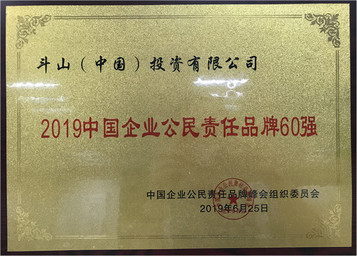 斗山（中国）投资有限公司
2019中国企业公民责任品牌60强
中国企业公民责任品牌峰会组织委员会
2019年6月25日